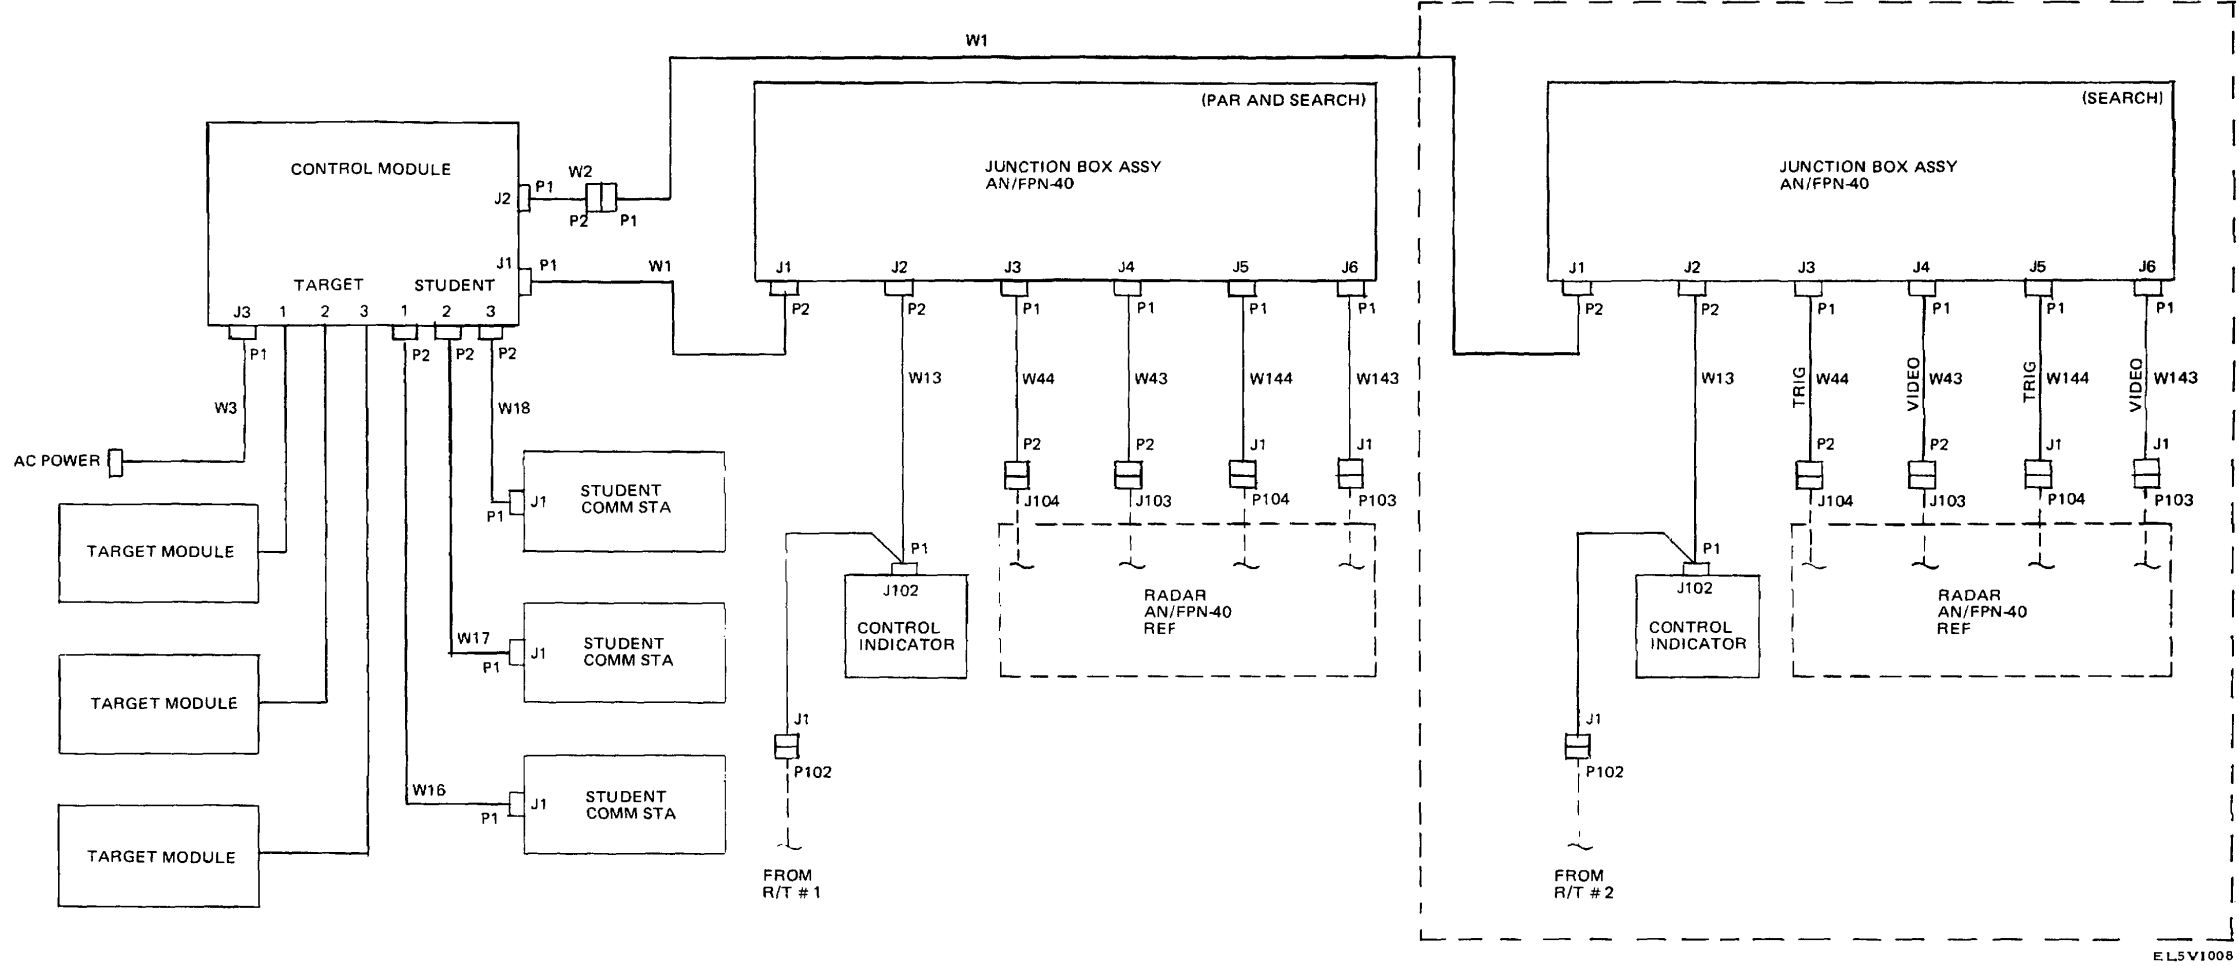 W1
(PAR AND SEARCH)
(SEARCH)
CONTROL MODULE
JUNCTION BOX ASSY
AN/FPN-40
JUNCTION BOX ASSY
AN/FPN-40
W2
J2
P1
P2
P1
J1
P1
W1
TARGET
STUDENT
J3
1
2
3
1
2
3
P1
P2
P2
P2
J1
J2
J3
J4
J5
J6
P2
P2
P1
P1
P1
P1
J1
J2
J3
J4
J5
J6
P2
P2
P1
P1
P1
P1
W3
W18
W13
W44
W43
W144
W143
W13
TRIG
W44
VIDEO
W43
TRIG
W144
VIDEO
W143
AC POWER
P2
P2
J1
J1
J104
J103
P104
P103
P2
P2
J1
J1
J104
J103
P104
P103
J1
P1
STUDENT
COMM STA
TARGET MODULE
P1
J102
CONTROL
INDICATOR
RADAR
AN/FPN-40
REF
P1
J102
CONTROL
INDICATOR
RADAR
AN/FPN-40
REF
W17
P1
J1
STUDENT
COMM STA
TARGET MODULE
J1
P102
J1
P102
W16
P1
J1
STUDENT
COMM STA
TARGET MODULE
FROM
R/T #1
FROM
R/T #2
EL5VI008